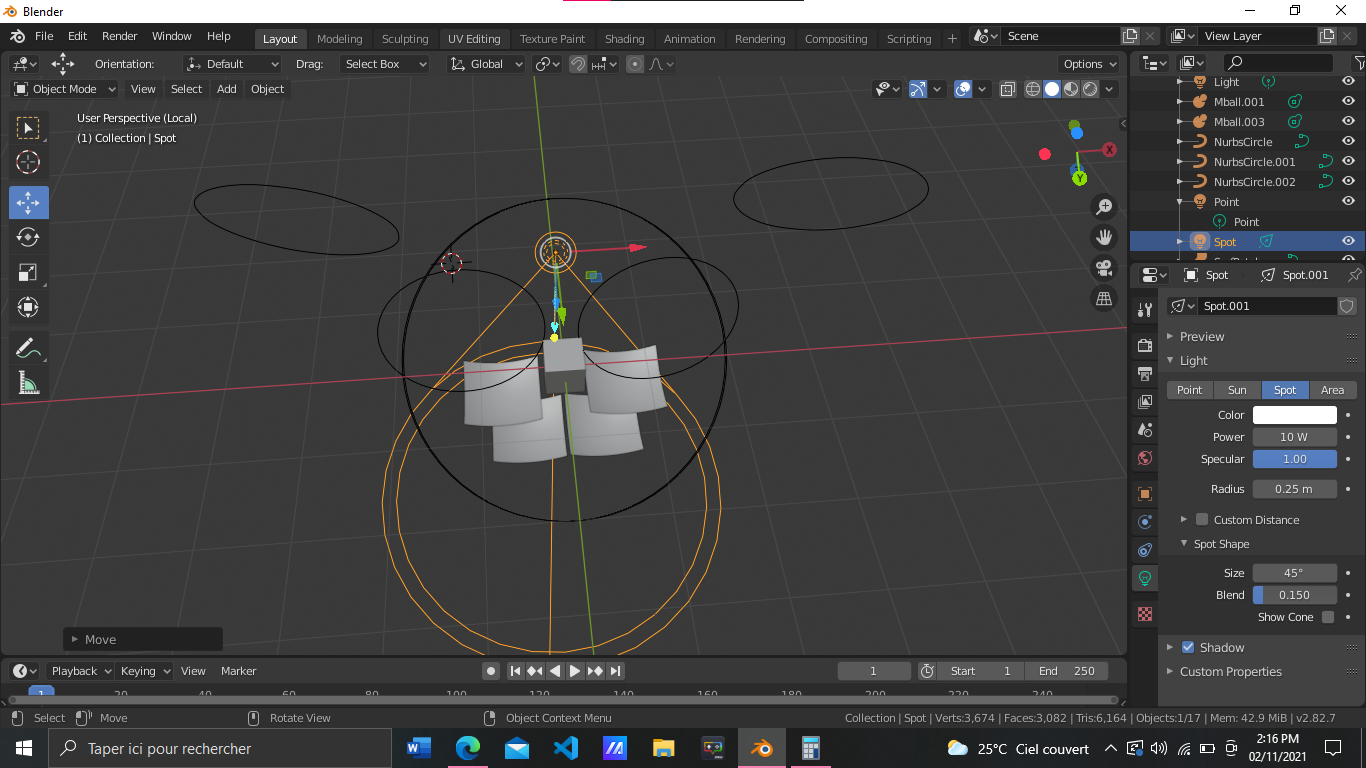 Blender
File Edit Render Window Help Layout Modeling Sculpting UV Editing Texture Paint Shading Animation Rendering Compositing Scripting + Scene View Layer
Orientation: Default Drag: Select Box Global Options
Object Mode View Select Add Object
User Perspective (Local)
(1) Collection | Spot
X
Y
Move
Light
Mball.001
Mball.003
NurbsCircle
NurbsCircle.001
NurbsCircle.002
Point
Point
Spot
Spot Spot.001
Spot.001
Preview
Light
Point Sun Spot Area
Color
Power 10 W
Specular 1.00
Radius 0.25 m
Custom Distance
Spot Shape
Size 45°
Blend 0.150
Show Cone
Shadow
Custom Properties
Playback Keying View Marker 1 Start 1 End 250
1 20 40 60 80 100 120 140 160 180 200 220 240
Select Move Rotate View Object Context Menu Collection | Spot | Verts:3,674 | Faces:3,082 | Tris:6,164 | Objects:1/17 | Mem: 42.9 MiB | v2.82.7
Taper ici pour rechercher 25°C Ciel couvert 2:16 PM
02/11/2021